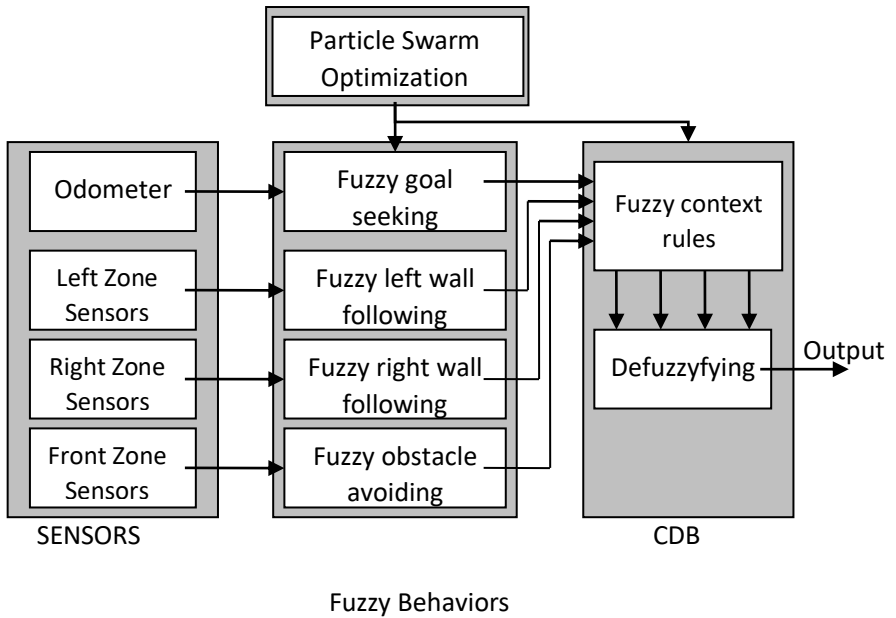 Particle Swarm
Optimization
Odometer
Fuzzy goal
seeking
Fuzzy context
rules
Left Zone
Sensors
Fuzzy left wall
following
Right Zone
Sensors
Fuzzy right wall
following
Defuzzyfying
Output
Front Zone
Sensors
Fuzzy obstacle
avoiding
SENSORS
CDB
Fuzzy Behaviors